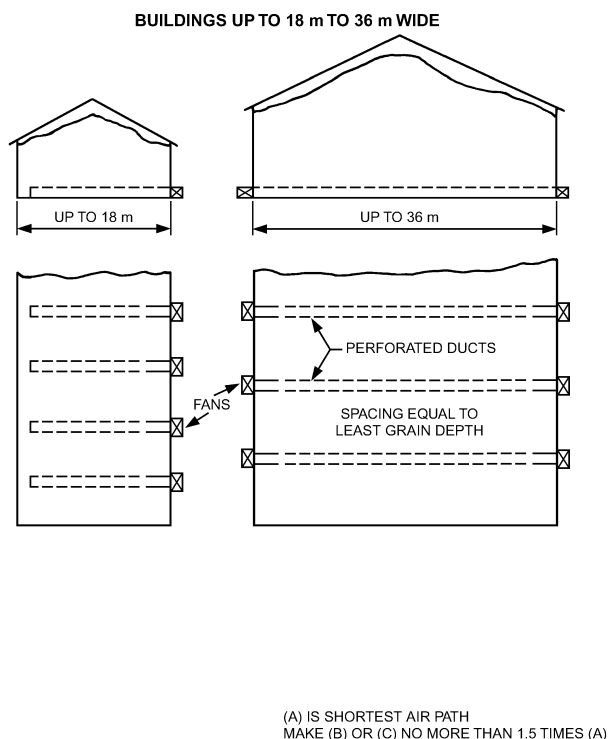 BUILDINGS UP TO 18 m TO 36 m WIDE
UP TO 18 m
UP TO 36 m
PERFORATED DUCTS
FANS
SPACING EQUAL TO
LEAST GRAIN DEPTH
(A) IS SHORTEST AIR PATH
MAKE (B) OR (C) NO MORE THAN 1.5 TIMES (A)